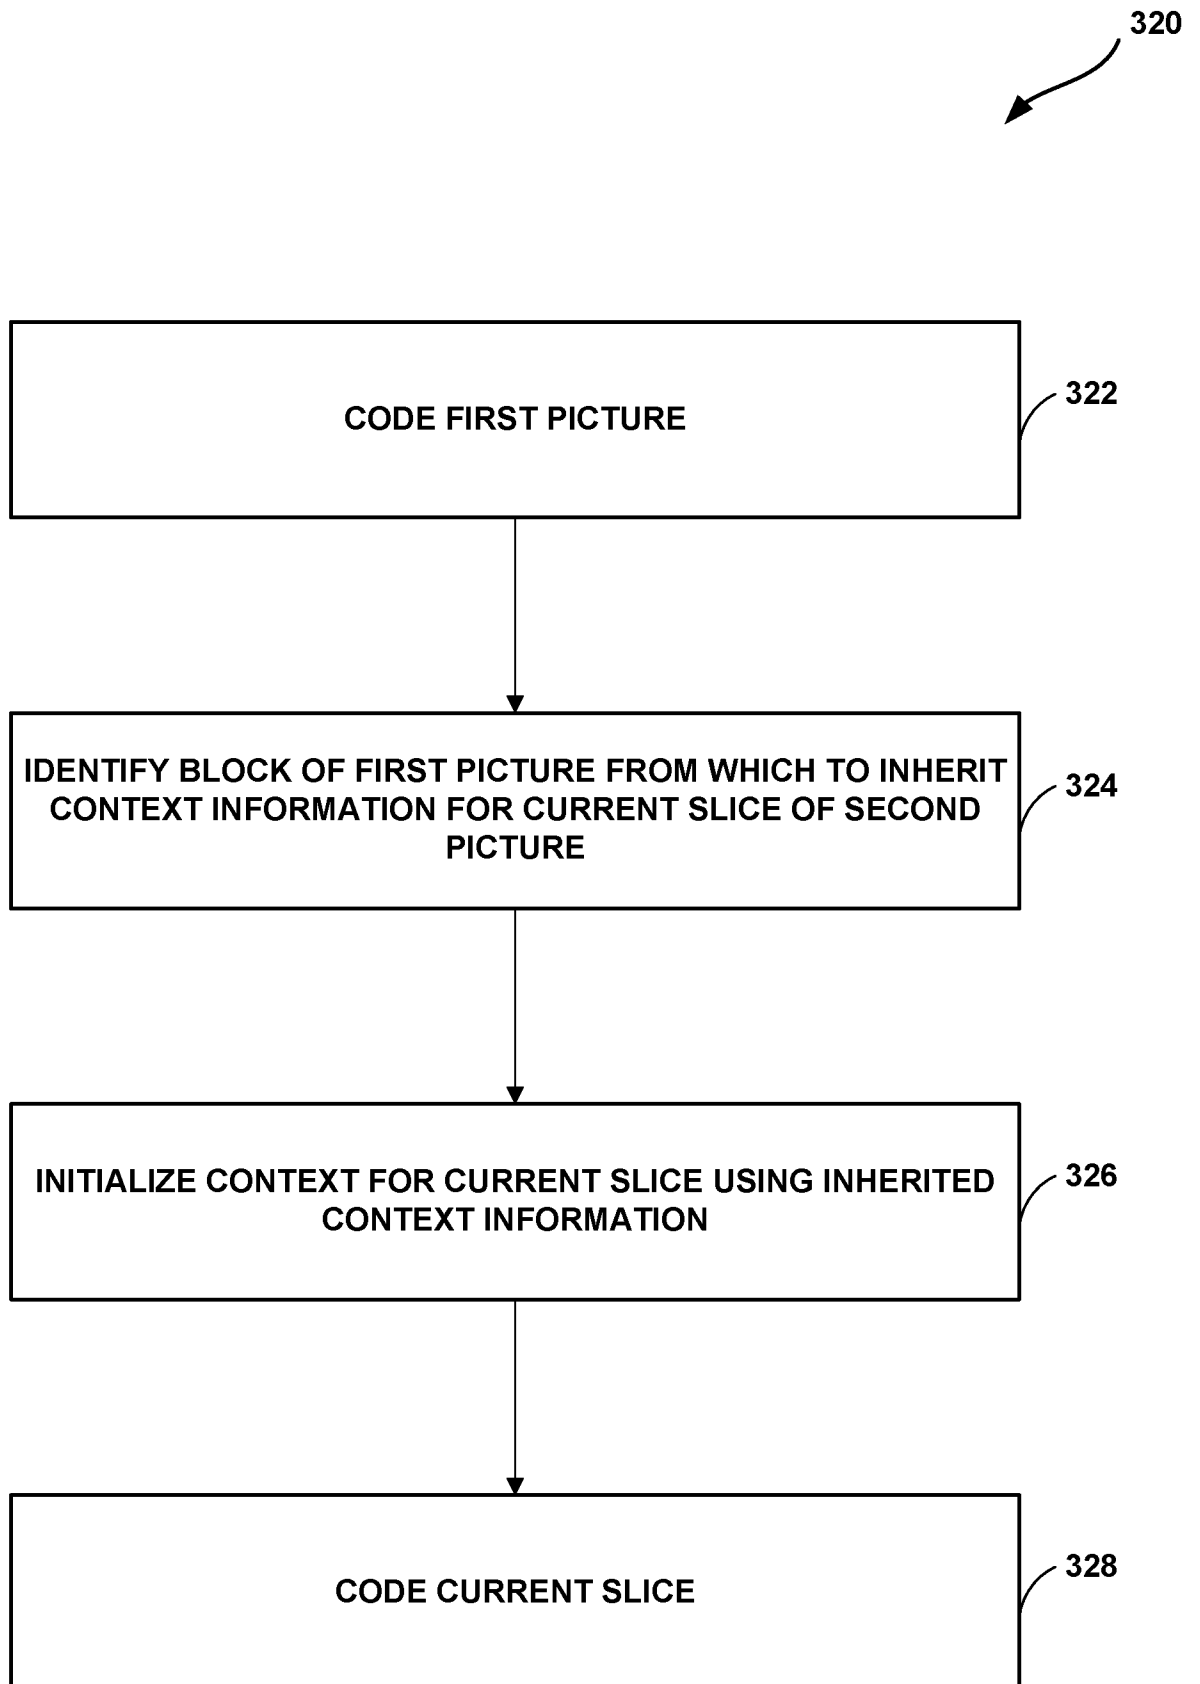 320
CODE FIRST PICTURE
322
IDENTIFY BLOCK OF FIRST PICTURE FROM WHICH TO INHERIT
CONTEXT INFORMATION FOR CURRENT SLICE OF SECOND
PICTURE
324
INITIALIZE CONTEXT FOR CURRENT SLICE USING INHERITED
CONTEXT INFORMATION
326
CODE CURRENT SLICE
328